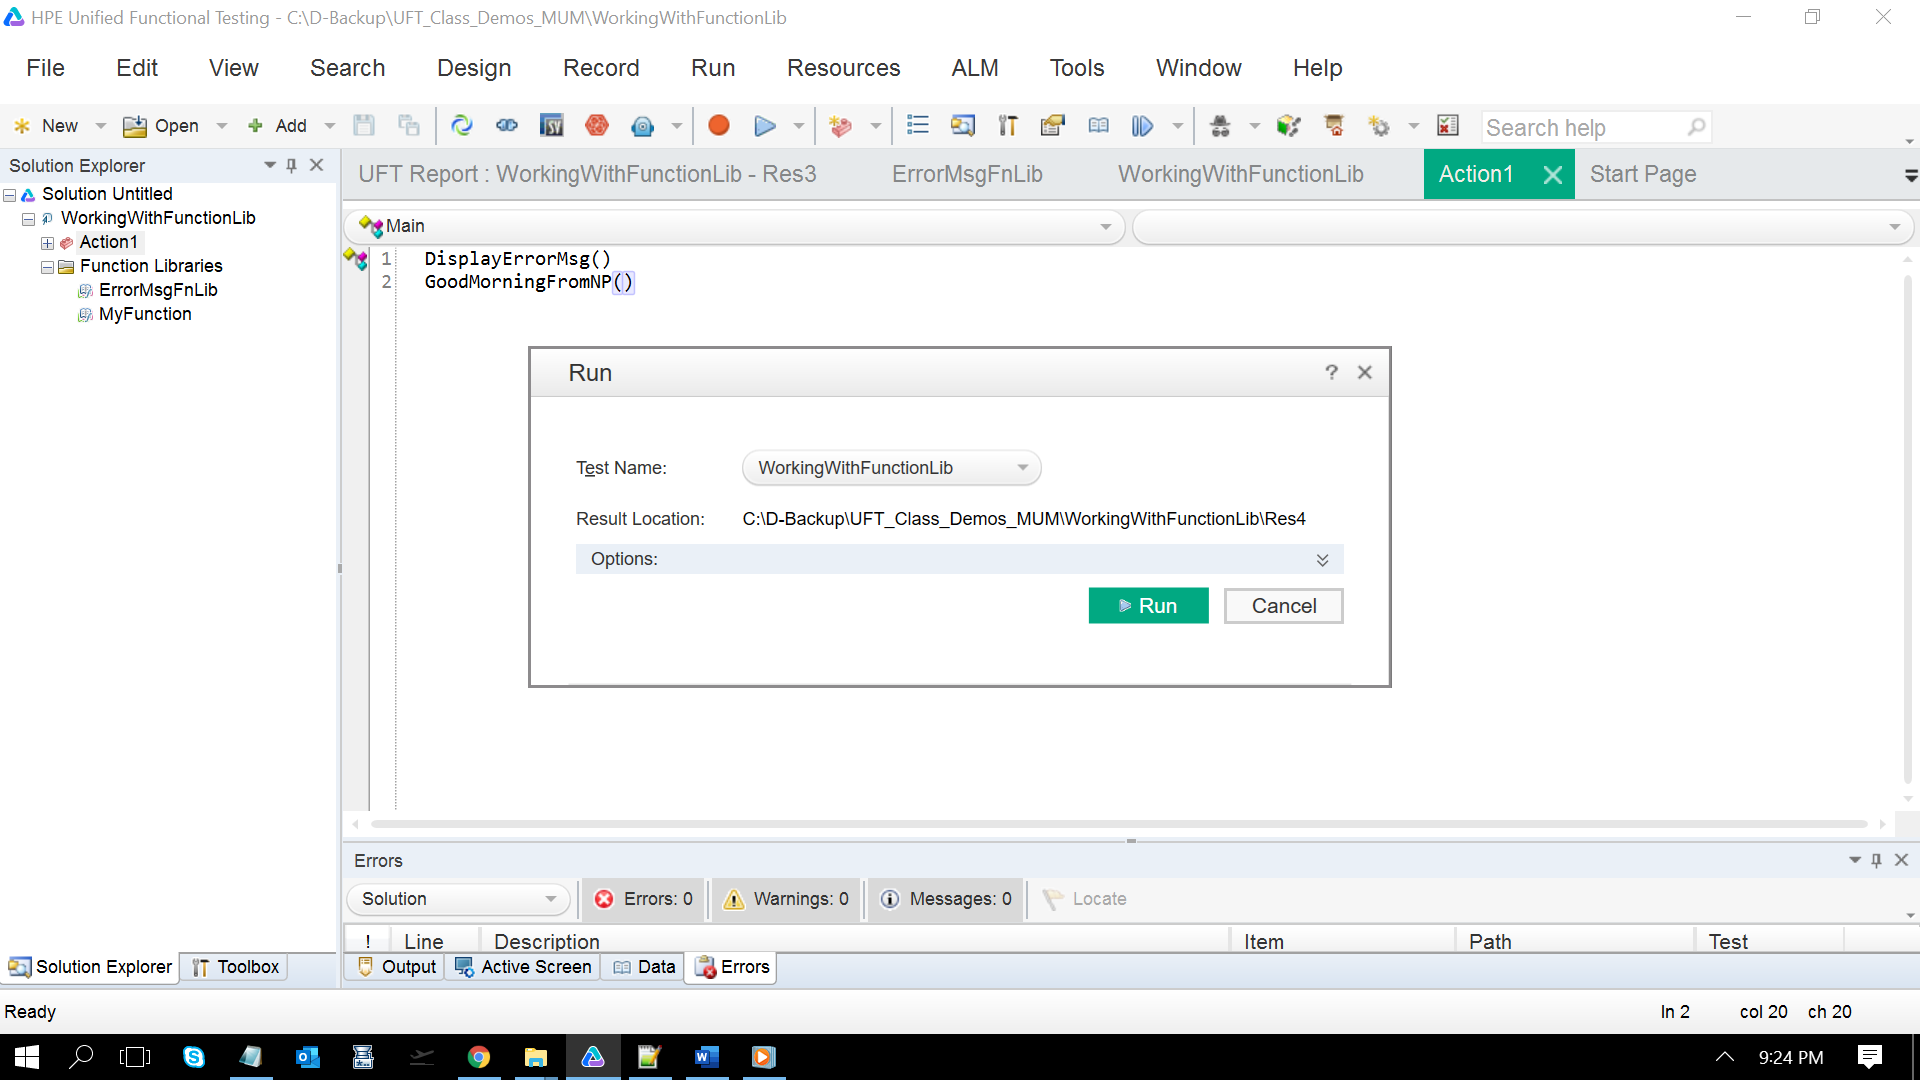 HPE Unified Functional Testing - C:\D-Backup\UFT_Class_Demos_MUM\WorkingWithFunctionLib
File Edit View Search Design Record Run Resources ALM Tools Window Help
New Open Add Search help
Solution Explorer
UFT Report : WorkingWithFunctionLib - Res3 ErrorMsgFnLib WorkingWithFunctionLib Action1 Start Page
Solution Untitled
WorkingWithFunctionLib
Action1
Function Libraries
ErrorMsgFnLib
MyFunction
Main
1 DisplayErrorMsg()
2 GoodMorningFromNP()
Run ?
Test Name: WorkingWithFunctionLib
Result Location: C:\D-Backup\UFT_Class_Demos_MUM\WorkingWithFunctionLib\Res4
Options:
Run Cancel
Errors
Solution Errors: 0 Warnings: 0 Messages: 0 Locate
! Line Description Item Path Test
Solution Explorer Toolbox Output Active Screen Data Errors
Ready ln 2 col 20 ch 20
9:24 PM